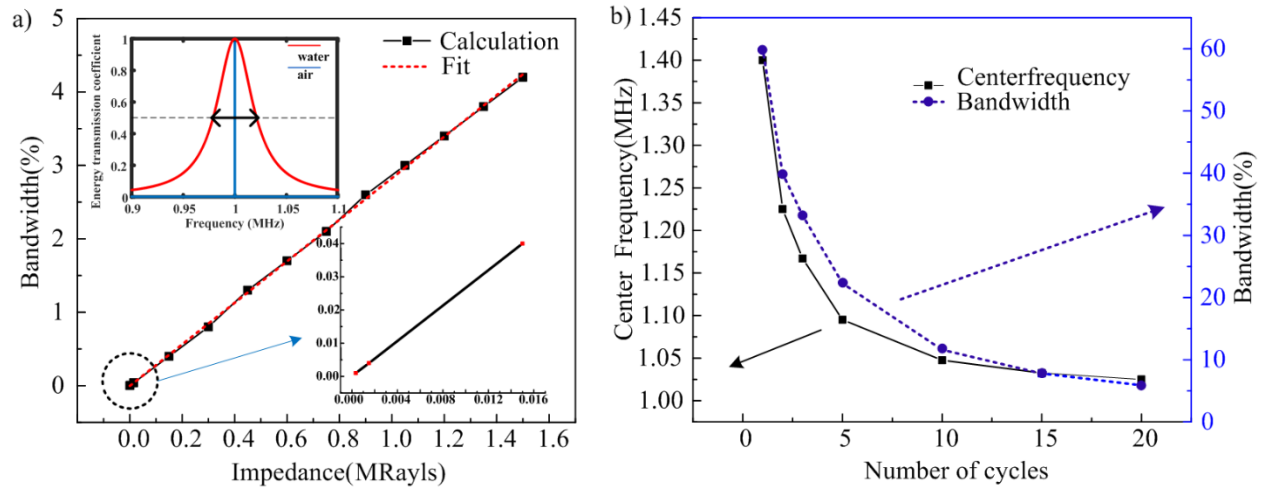 a)
Bandwidth(%)
5
4
3
2
1
0
Calculation
Fit
Energy transmission coefficient
1
0.8
0.6
0.4
0.2
0
water
air
0.9 0.95 1 1.05 1.1
Frequency (MHz)
0.04
0.03
0.02
0.01
0.00
0.000 0.004 0.008 0.012 0.016
0.0 0.2 0.4 0.6 0.8 1.0 1.2 1.4 1.6
Impedance(MRayls)
b)
Center Frequency(MHz)
1.45
1.40
1.35
1.30
1.25
1.20
1.15
1.10
1.05
1.00
Centerfrequency
Bandwidth
60
50
40
30
20
10
0
Bandwidth(%)
0 5 10 15 20
Number of cycles